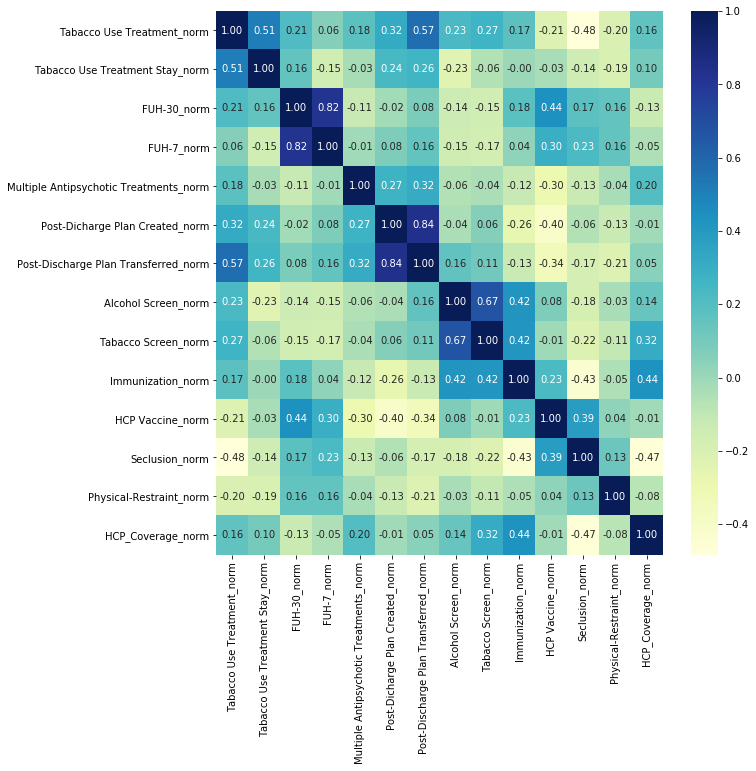 Tabacco Use Treatment_norm 1.00 0.51 0.21 0.06 0.18 0.32 0.57 0.23 0.27 0.17 -0.21 -0.48 -0.20 0.16
Tabacco Use Treatment Stay_norm 0.51 1.00 0.16 -0.15 -0.03 0.24 0.26 -0.23 -0.06 -0.00 -0.03 -0.14 -0.19 0.10
FUH-30_norm 0.21 0.16 1.00 0.82 -0.11 -0.02 0.08 -0.14 -0.15 0.18 0.44 0.17 0.16 -0.13
FUH-7_norm 0.06 -0.15 0.82 1.00 -0.01 0.08 0.16 -0.15 -0.17 0.04 0.30 0.23 0.16 -0.05
Multiple Antipsychotic Treatments_norm 0.18 -0.03 -0.11 -0.01 1.00 0.27 0.32 -0.06 -0.04 -0.12 -0.30 -0.13 -0.04 0.20
Post-Dicharge Plan Created_norm 0.32 0.24 -0.02 0.08 0.27 1.00 0.84 -0.04 0.06 -0.26 -0.40 -0.06 -0.13 -0.01
Post-Discharge Plan Transferred_norm 0.57 0.26 0.08 0.16 0.32 0.84 1.00 0.16 0.11 -0.13 -0.34 -0.17 -0.21 0.05
Alcohol Screen_norm 0.23 -0.23 -0.14 -0.15 -0.06 -0.04 0.16 1.00 0.67 0.42 0.08 -0.18 -0.03 0.14
Tabacco Screen_norm 0.27 -0.06 -0.15 -0.17 -0.04 0.06 0.11 0.67 1.00 0.42 -0.01 -0.22 -0.11 0.32
Immunization_norm 0.17 -0.00 0.18 0.04 -0.12 -0.26 -0.13 0.42 0.42 1.00 0.23 -0.43 -0.05 0.44
HCP Vaccine_norm -0.21 -0.03 0.44 0.30 -0.30 -0.40 -0.34 0.08 -0.01 0.23 1.00 0.39 0.04 -0.01
Seclusion_norm -0.48 -0.14 0.17 0.23 -0.13 -0.06 -0.17 -0.18 -0.22 -0.43 0.39 1.00 0.13 -0.47
Physical-Restraint_norm -0.20 -0.19 0.16 0.16 -0.04 -0.13 -0.21 -0.03 -0.11 -0.05 0.04 0.13 1.00 -0.08
HCP_Coverage_norm 0.16 0.10 -0.13 -0.05 0.20 -0.01 0.05 0.14 0.32 0.44 -0.01 -0.47 -0.08 1.00
Tabacco Use Treatment_norm
Tabacco Use Treatment Stay_norm
FUH-30_norm
FUH-7_norm
Multiple Antipsychotic Treatments_norm
Post-Dicharge Plan Created_norm
Post-Discharge Plan Transferred_norm
Alcohol Screen_norm
Tabacco Screen_norm
Immunization_norm
HCP Vaccine_norm
Seclusion_norm
Physical-Restraint_norm
HCP_Coverage_norm
1.0
0.8
0.6
0.4
0.2
0.0
−0.2
−0.4